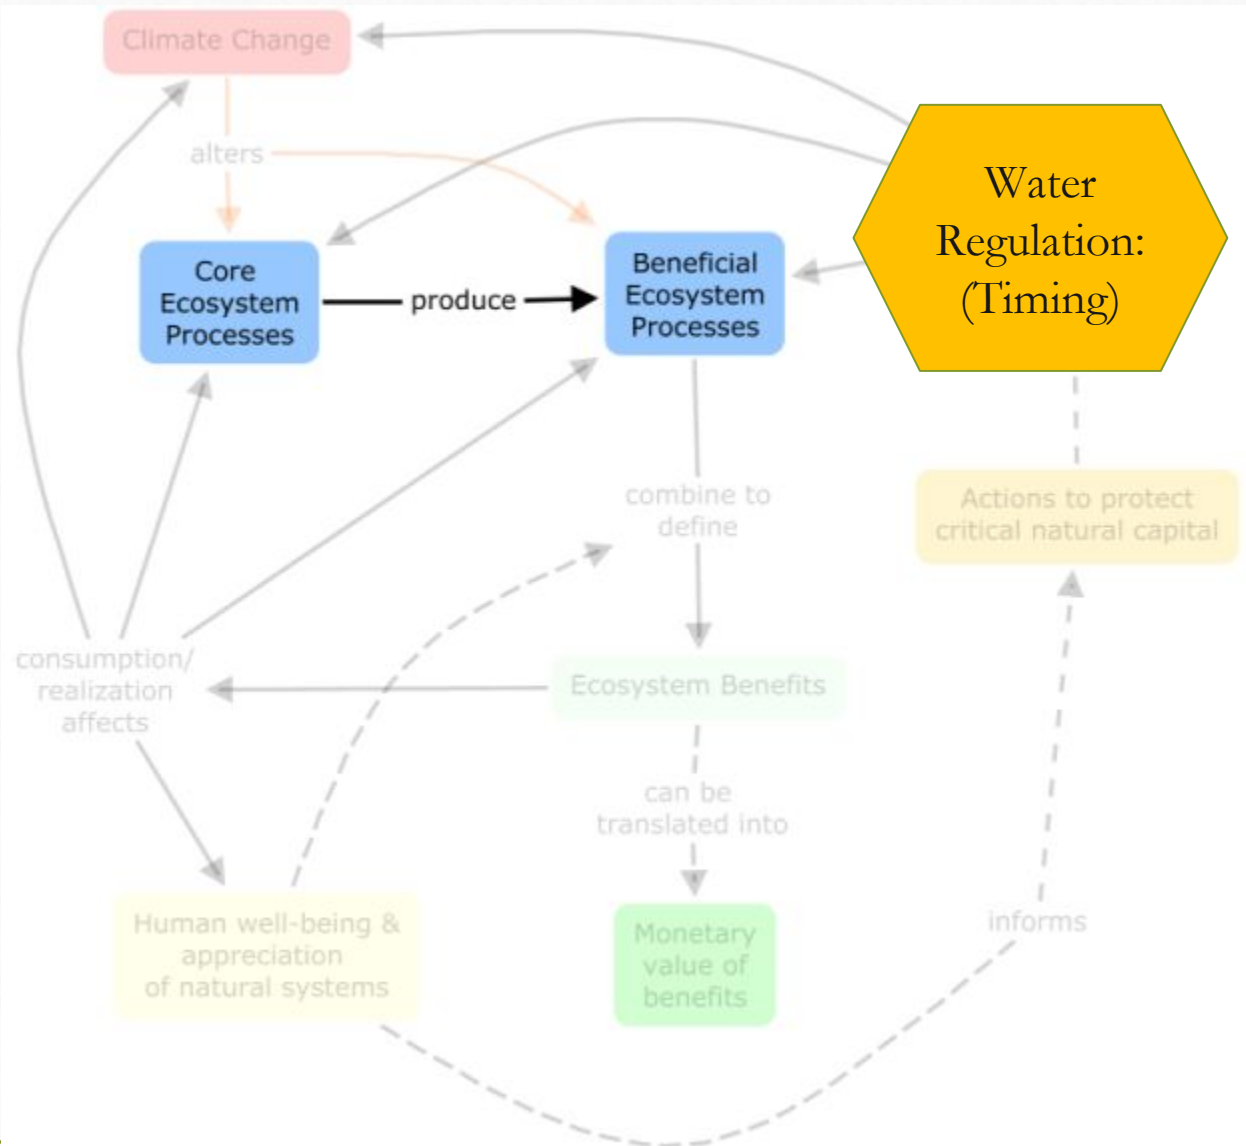 Climate Change
alters
Water
Regulation:
(Timing)
Core
Ecosystem
Processes
produce
Beneficial
Ecosystem
Processes
combine to
define
Actions to protect
critical natural capital
consumption/
realization
affects
Ecosystem Benefits
can be
translated into
Human well-being &
appreciation
of natural systems
Monetary
value of
benefits
informs